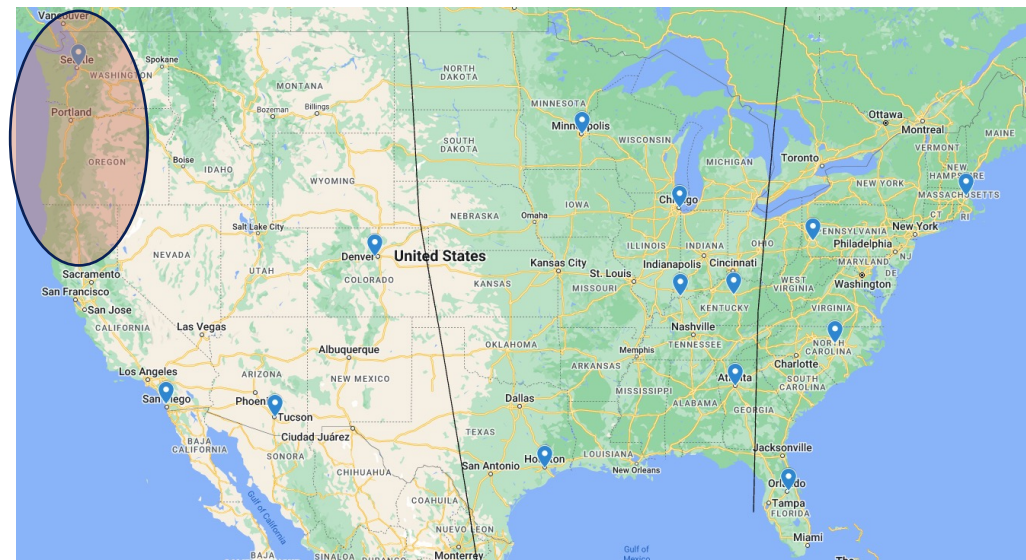 Vancouver
Seattle
WASHINGTON
Spokane
Portland
OREGON
MONTANA
Bozeman
Billings
Boise
IDAHO
WYOMING
NORTH
DAKOTA
SOUTH
DAKOTA
MINNESOTA
Minneapolis
WISCONSIN
MICHIGAN
Toronto
Ottawa
Montreal
MAINE
VERMONT
NEW
HAMPSHIRE
MASSACHUSETTS
CT
RI
NEW YORK
New York
PENNSYLVANIA
Philadelphia
NJ
MARYLAND
DE
Washington
Salt Lake City
NEVADA
UTAH
Denver
COLORADO
United States
NEBRASKA
Omaha
IOWA
Chicago
ILLINOIS
INDIANA
OHIO
Indianapolis
Cincinnati
WEST
VIRGINIA
VIRGINIA
KENTUCKY
Kansas City
St. Louis
KANSAS
MISSOURI
Sacramento
San Francisco
San Jose
CALIFORNIA
Las Vegas
Los Angeles
San Diego
ARIZONA
Phoenix
Tucson
Albuquerque
NEW MEXICO
OKLAHOMA
ARKANSAS
Memphis
Nashville
TENNESSEE
NORTH
CAROLINA
Charlotte
SOUTH
CAROLINA
Atlanta
MISSISSIPPI
ALABAMA
GEORGIA
Dallas
TEXAS
LOUISIANA
Houston
San Antonio
New Orleans
Jacksonville
Orlando
Tampa
FLORIDA
Miami
BAJA
CALIFORNIA
Ciudad Juárez
SONORA
CHIHUAHUA
COAHUILA
NUEVO LEON
Monterrey
Gulf of California
BAJA
SINALOA
DURANGO
Gulf of
Mexico
The